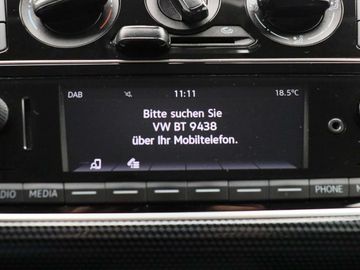 DAB 11:11 18.5°C
Bitte suchen Sie
VW BT 9438
über Ihr Mobiltelefon.
MEDIA PHONE